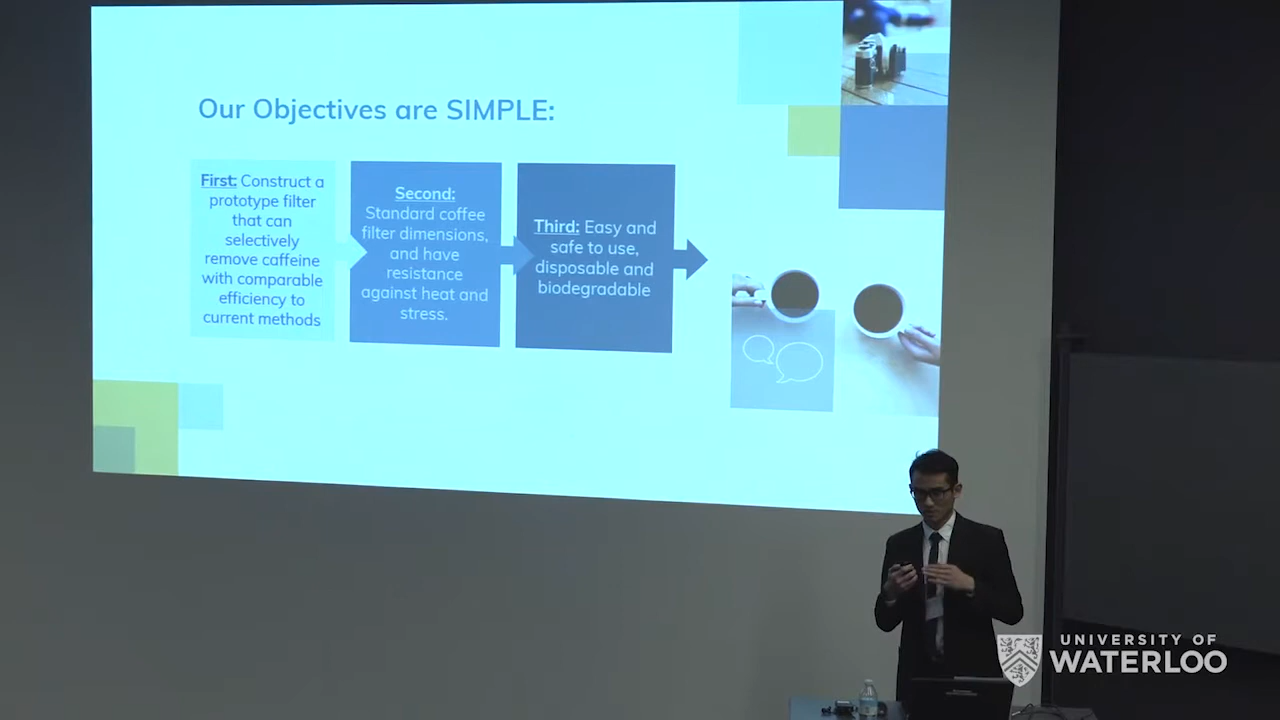 Our Objectives are SIMPLE:
First: Construct a
prototype filter
that can
selectively
remove caffeine
with comparable
efficiency to
current methods
Second:
Standard coffee
filter dimensions,
and have
resistance
against heat and
stress.
Third: Easy and
safe to use,
disposable and
biodegradable
UNIVERSITY OF
WATERLOO